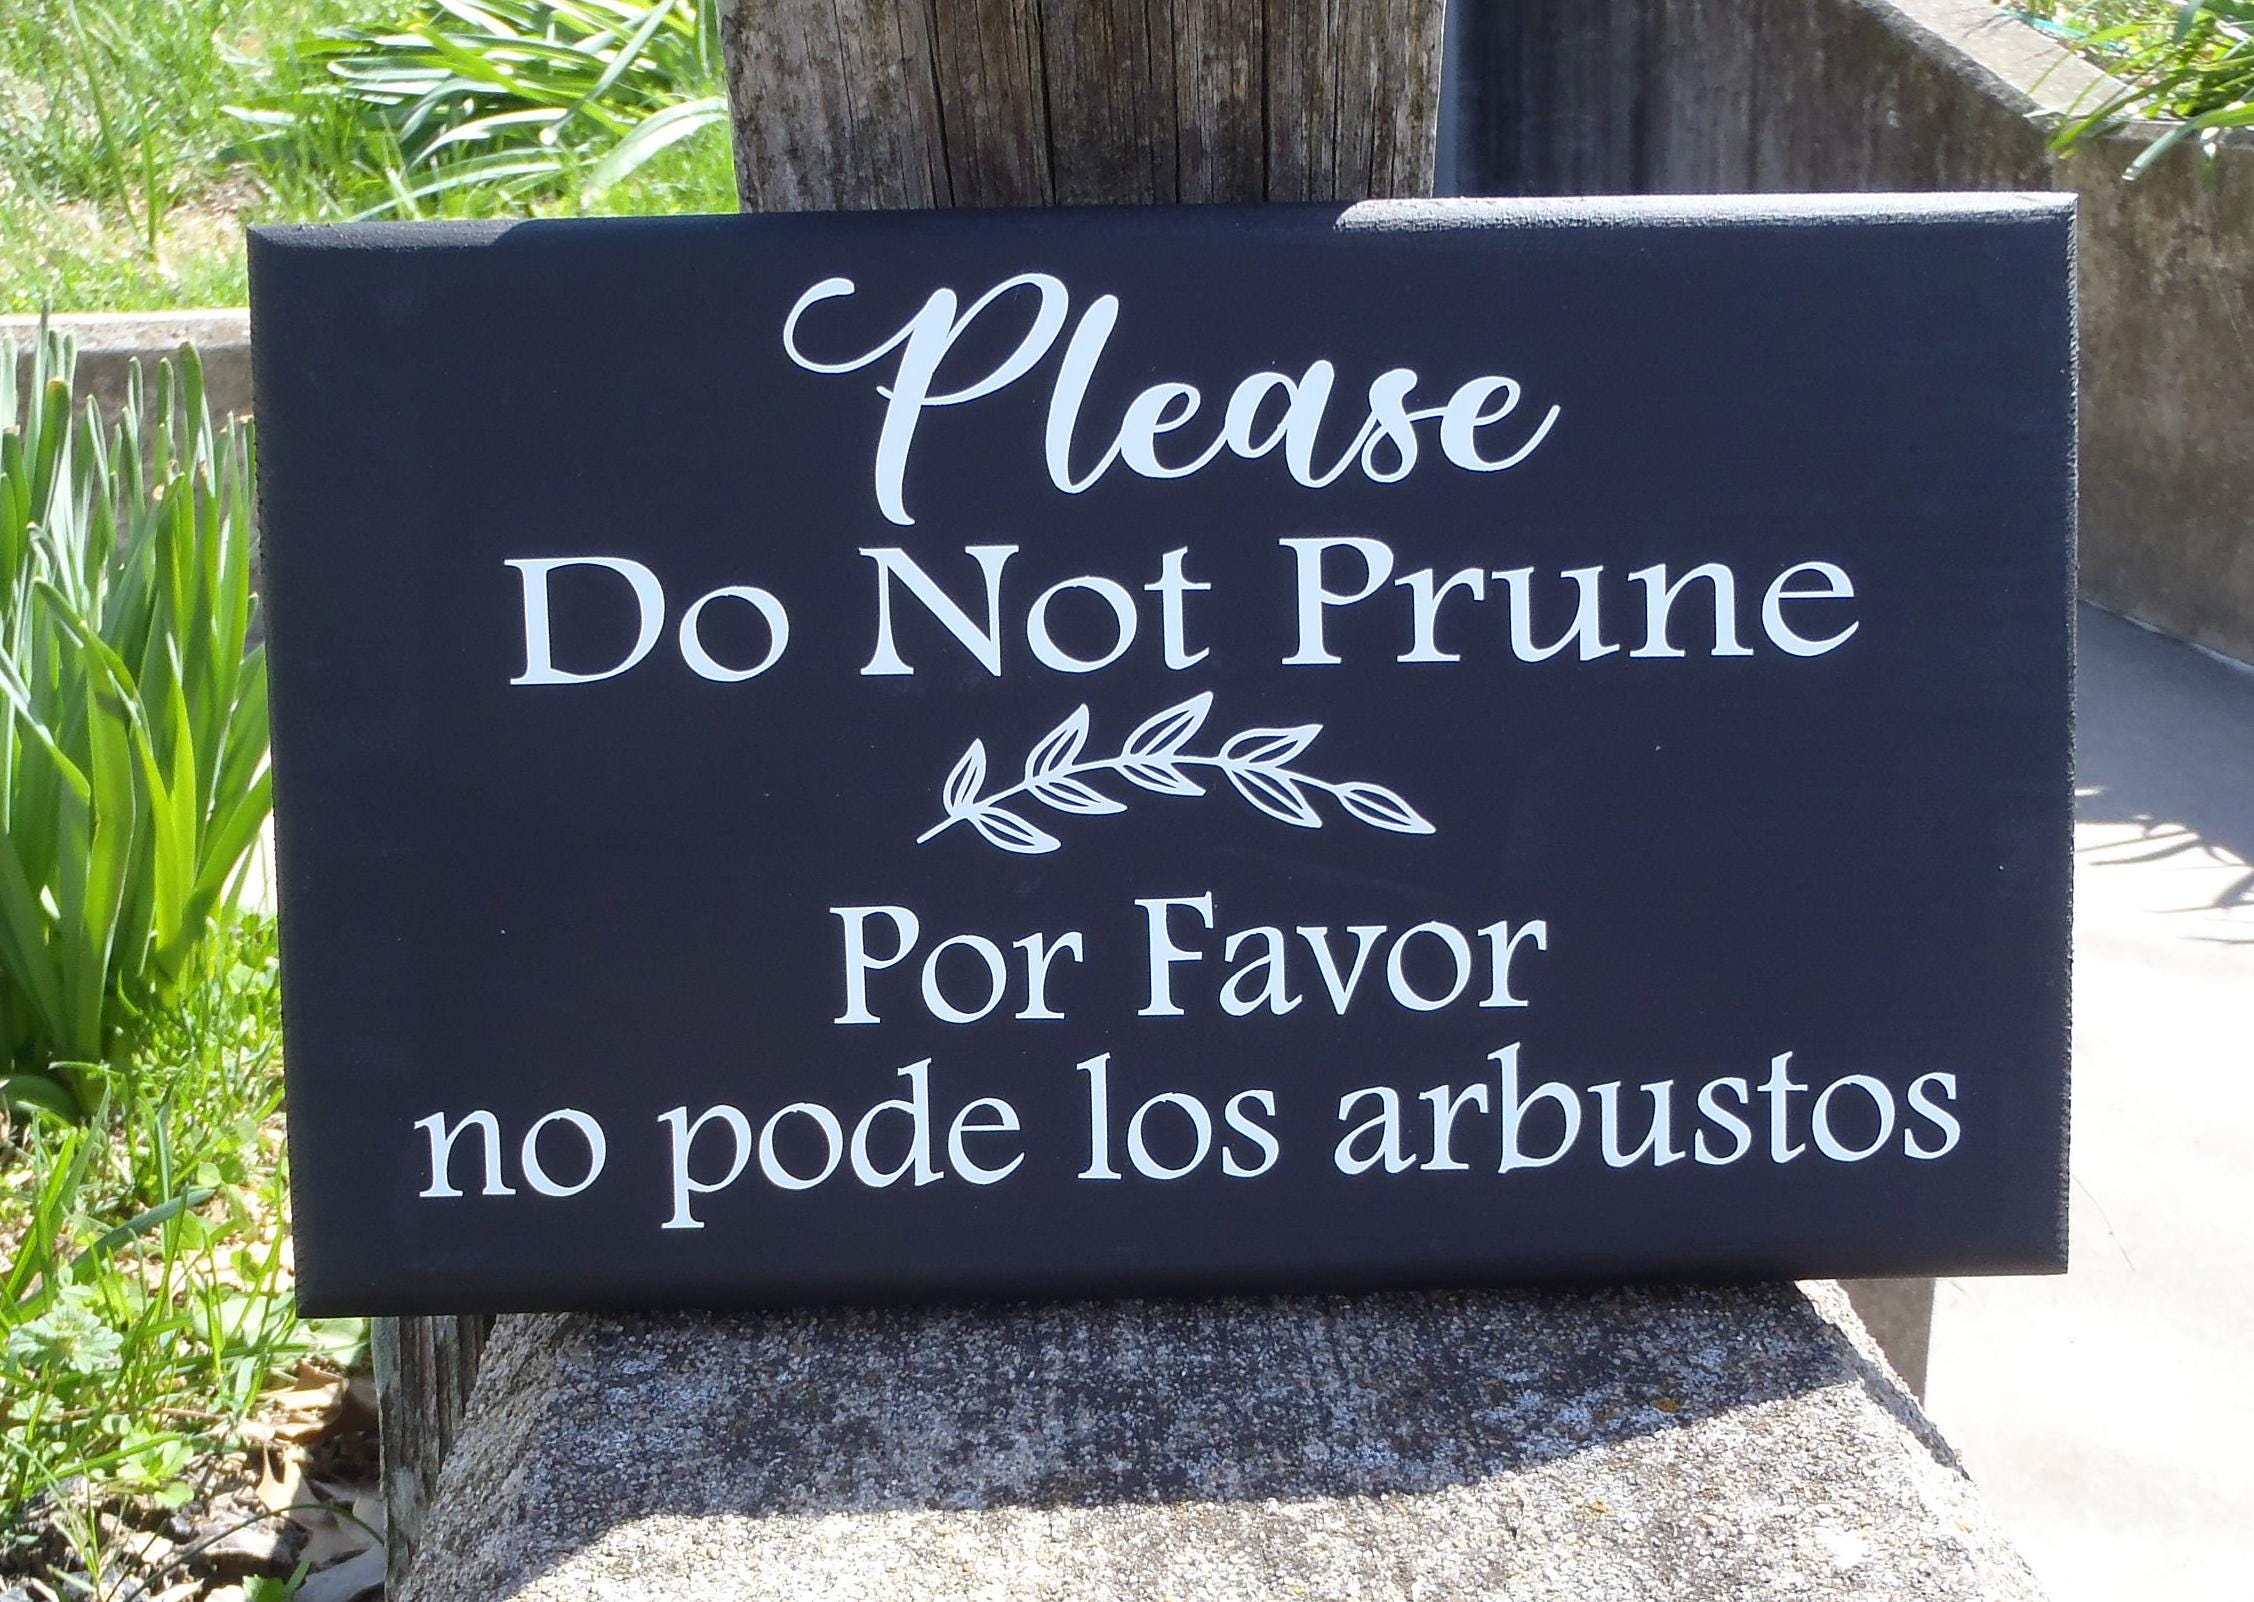 Please
Do Not Prune
Por Favor
no pode los arbustos